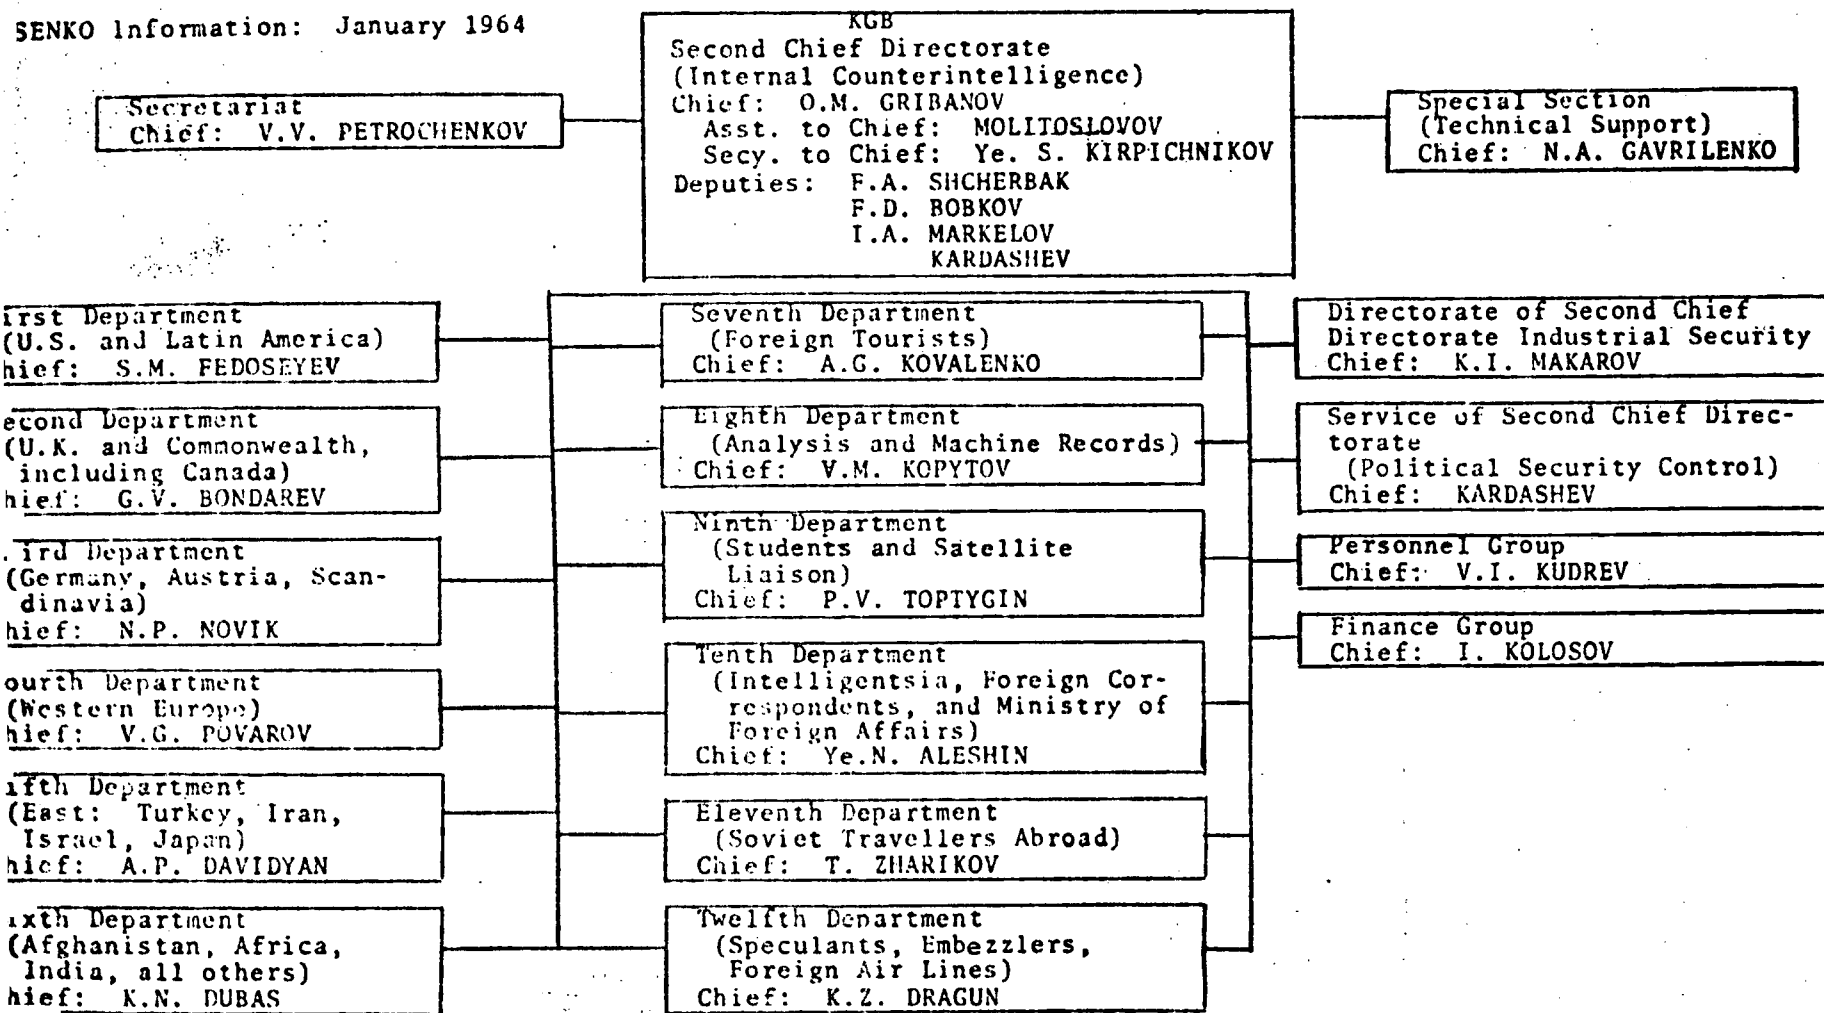 SENKO Information: January 1964
KGB
Second Chief Directorate
(Internal Counterintelligence)
Chief: O.M. GRIBANOV
Asst. to Chief: MOLITOSLOVOV
Secy. to Chief: Ye. S. KIRPICHNIKOV
Deputies: F.A. SHCHERBAK
F.D. BOBKOV
I.A. MARKELOV
KARDASHEV
Secretariat
Chief: V.V. PETROCHENKOV
Special Section
(Technical Support)
Chief: N.A. GAVRILENKO
irst Department
(U.S. and Latin America)
hief: S.M. FEDOSEYEV
econd Department
(U.K. and Commonwealth,
including Canada)
hief: G.V. BONDAREV
ird Department
(Germany, Austria, Scan-
dinavia)
hief: N.P. NOVIK
ourth Department
(Western Europe)
hief: V.G. POVAROV
ifth Department
(East: Turkey, Iran,
Israel, Japan)
hief: A.P. DAVIDYAN
ixth Department
(Afghanistan, Africa,
India, all others)
hief: K.N. DUBAS
Seventh Department
(Foreign Tourists)
Chief: A.G. KOVALENKO
Eighth Department
(Analysis and Machine Records)
Chief: V.M. KOPYTOV
Ninth Department
(Students and Satellite
Liaison)
Chief: P.V. TOPTYGIN
Tenth Department
(Intelligentsia, Foreign Cor-
respondents, and Ministry of
Foreign Affairs)
Chief: Ye.N. ALESHIN
Eleventh Department
(Soviet Travellers Abroad)
Chief: T. ZHARIKOV
Twelfth Department
(Speculants, Embezzlers,
Foreign Air Lines)
Chief: K.Z. DRAGUN
Directorate of Second Chief
Directorate Industrial Security
Chief: K.I. MAKAROV
Service of Second Chief Direc-
torate
(Political Security Control)
Chief: KARDASHEV
Personnel Group
Chief: V.I. KUDREV
Finance Group
Chief: I. KOLOSOV